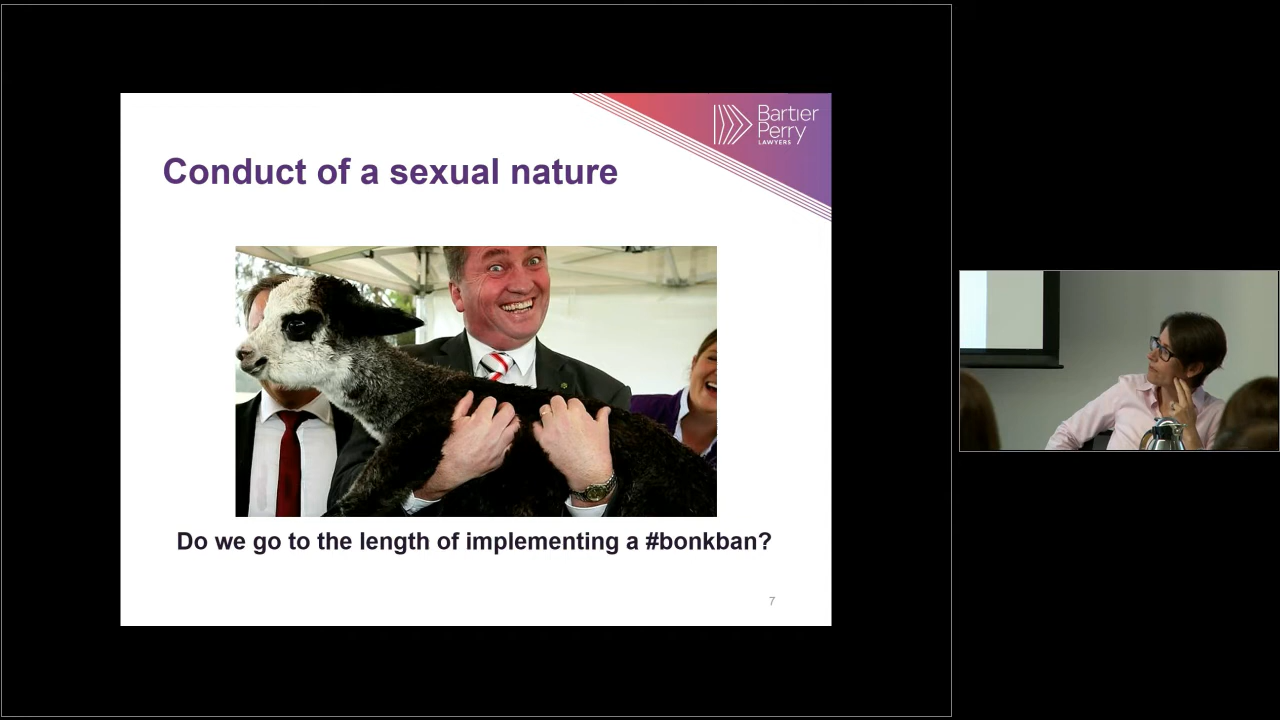 Bartier
Perry
LAWYERS
Conduct of a sexual nature
Do we go to the length of implementing a #bonkban?
7